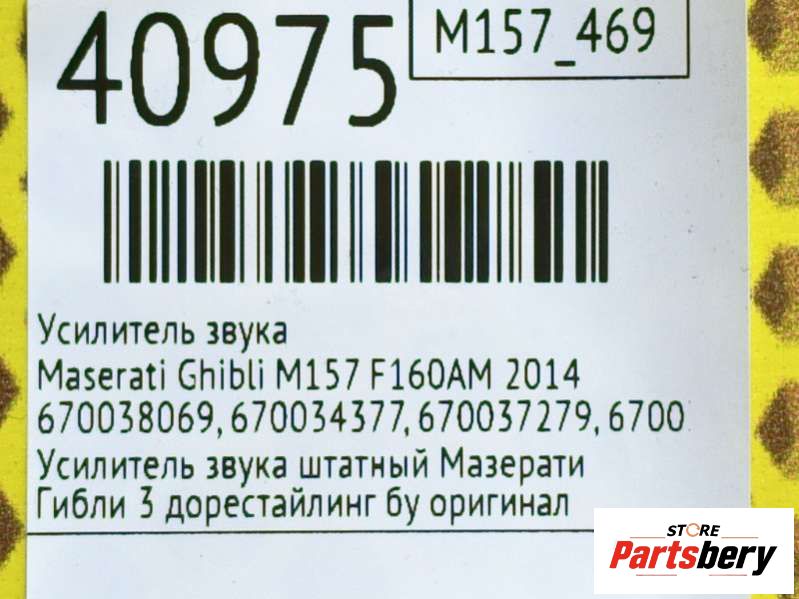 40975
M157_469
Усилитель звука
Maserati Ghibli M157 F160AM 2014
670038069, 670034377, 670037279, 6700
Усилитель звука штатный Мазерати
Гибли 3 дорестайлинг бу оригинал
STORE
Partsbery